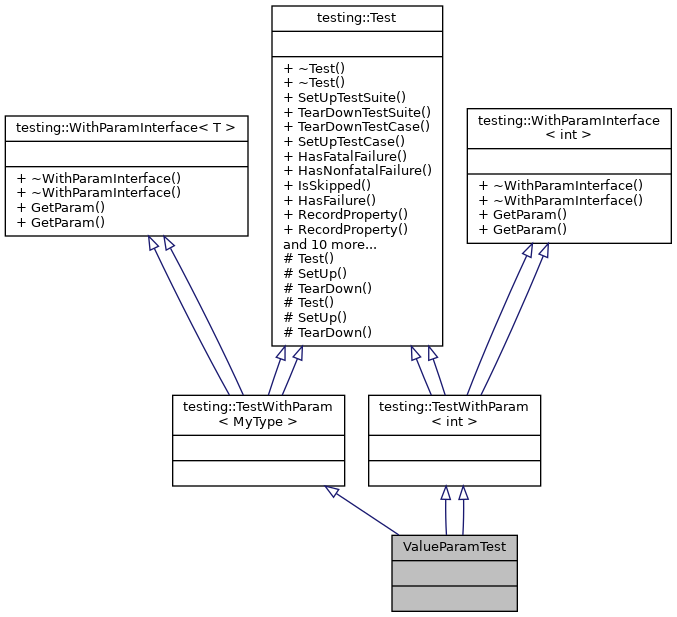 testing::Test
+ ~Test()
+ ~Test()
+ SetUpTestSuite()
+ TearDownTestSuite()
+ TearDownTestCase()
+ SetUpTestCase()
+ HasFatalFailure()
+ HasNonfatalFailure()
+ IsSkipped()
+ HasFailure()
+ RecordProperty()
+ RecordProperty()
and 10 more...
# Test()
# SetUp()
# TearDown()
# Test()
# SetUp()
# TearDown()
testing::WithParamInterface< T >
+ ~WithParamInterface()
+ ~WithParamInterface()
+ GetParam()
+ GetParam()
testing::WithParamInterface
< int >
+ ~WithParamInterface()
+ ~WithParamInterface()
+ GetParam()
+ GetParam()
testing::TestWithParam
< MyType >
testing::TestWithParam
< int >
ValueParamTest